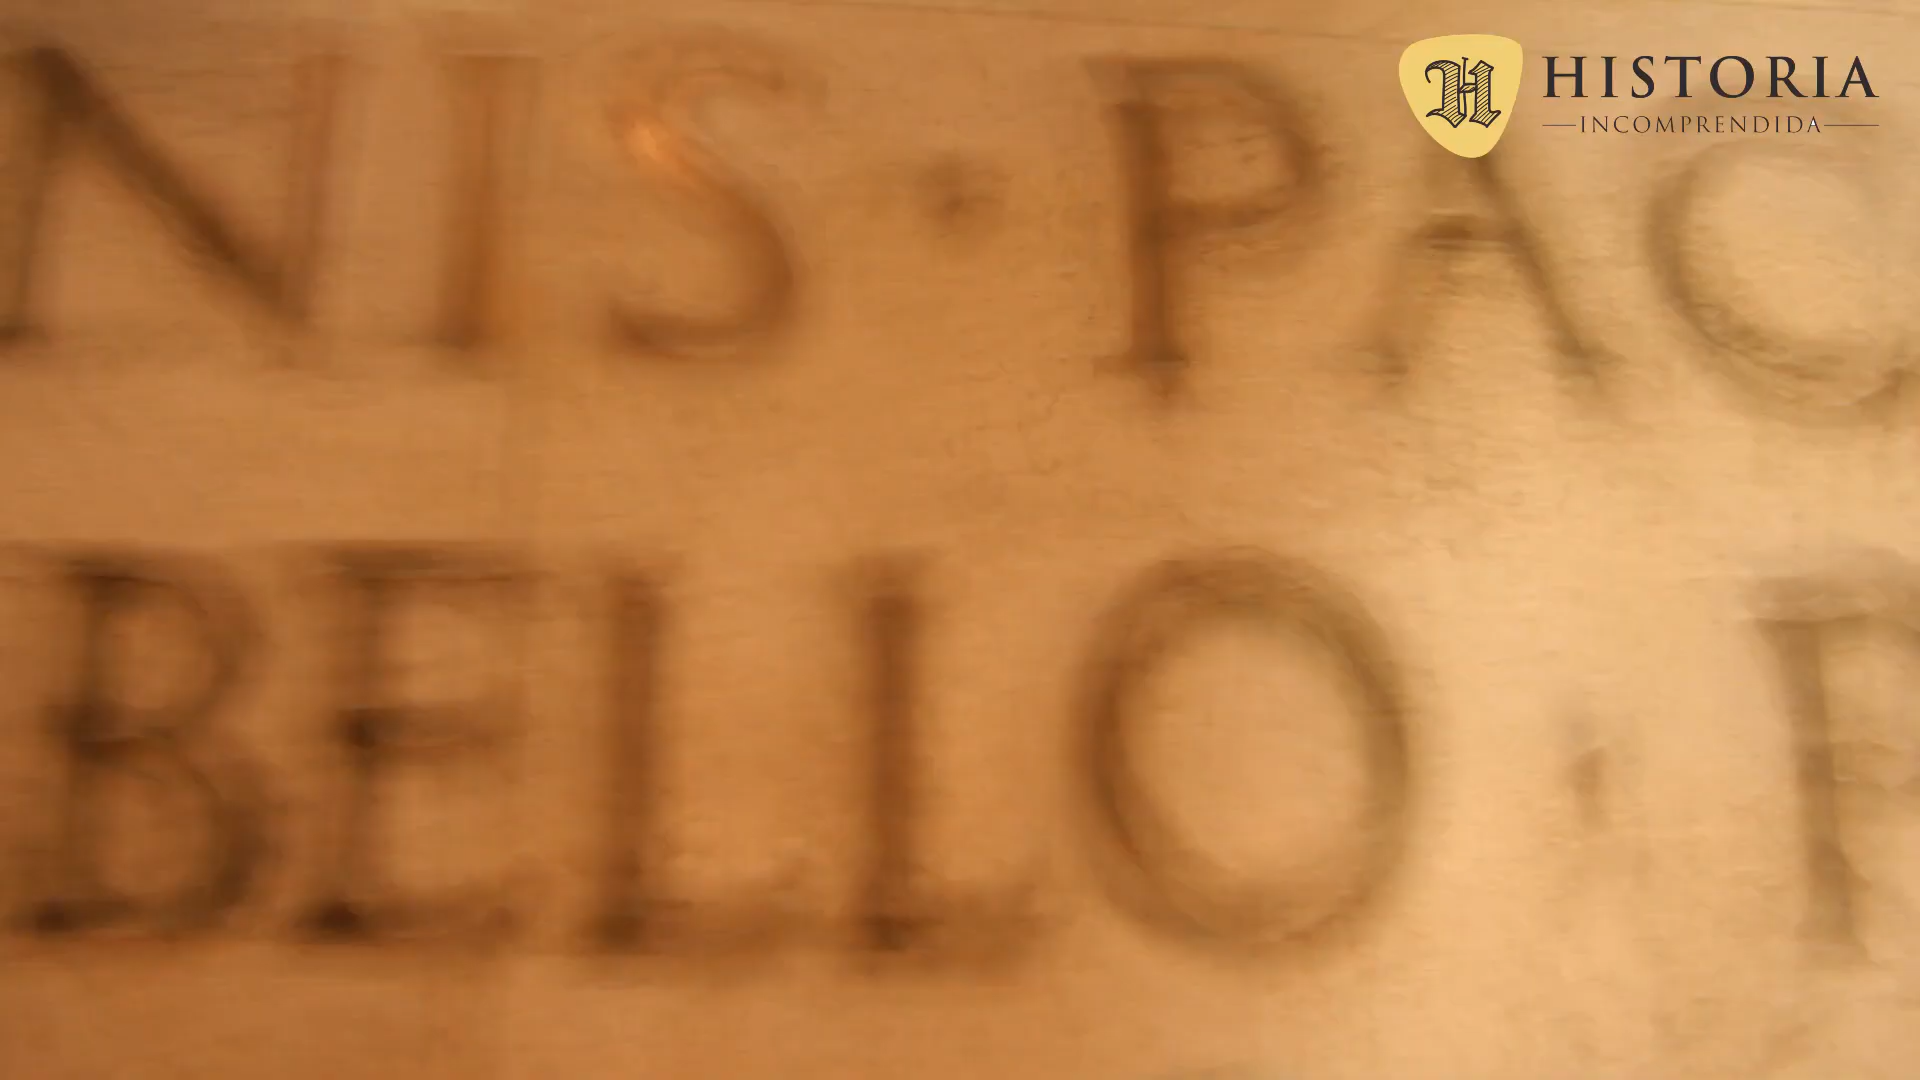 NIS · PAC
BELLO ·
HISTORIA
INCOMPRENDIDA